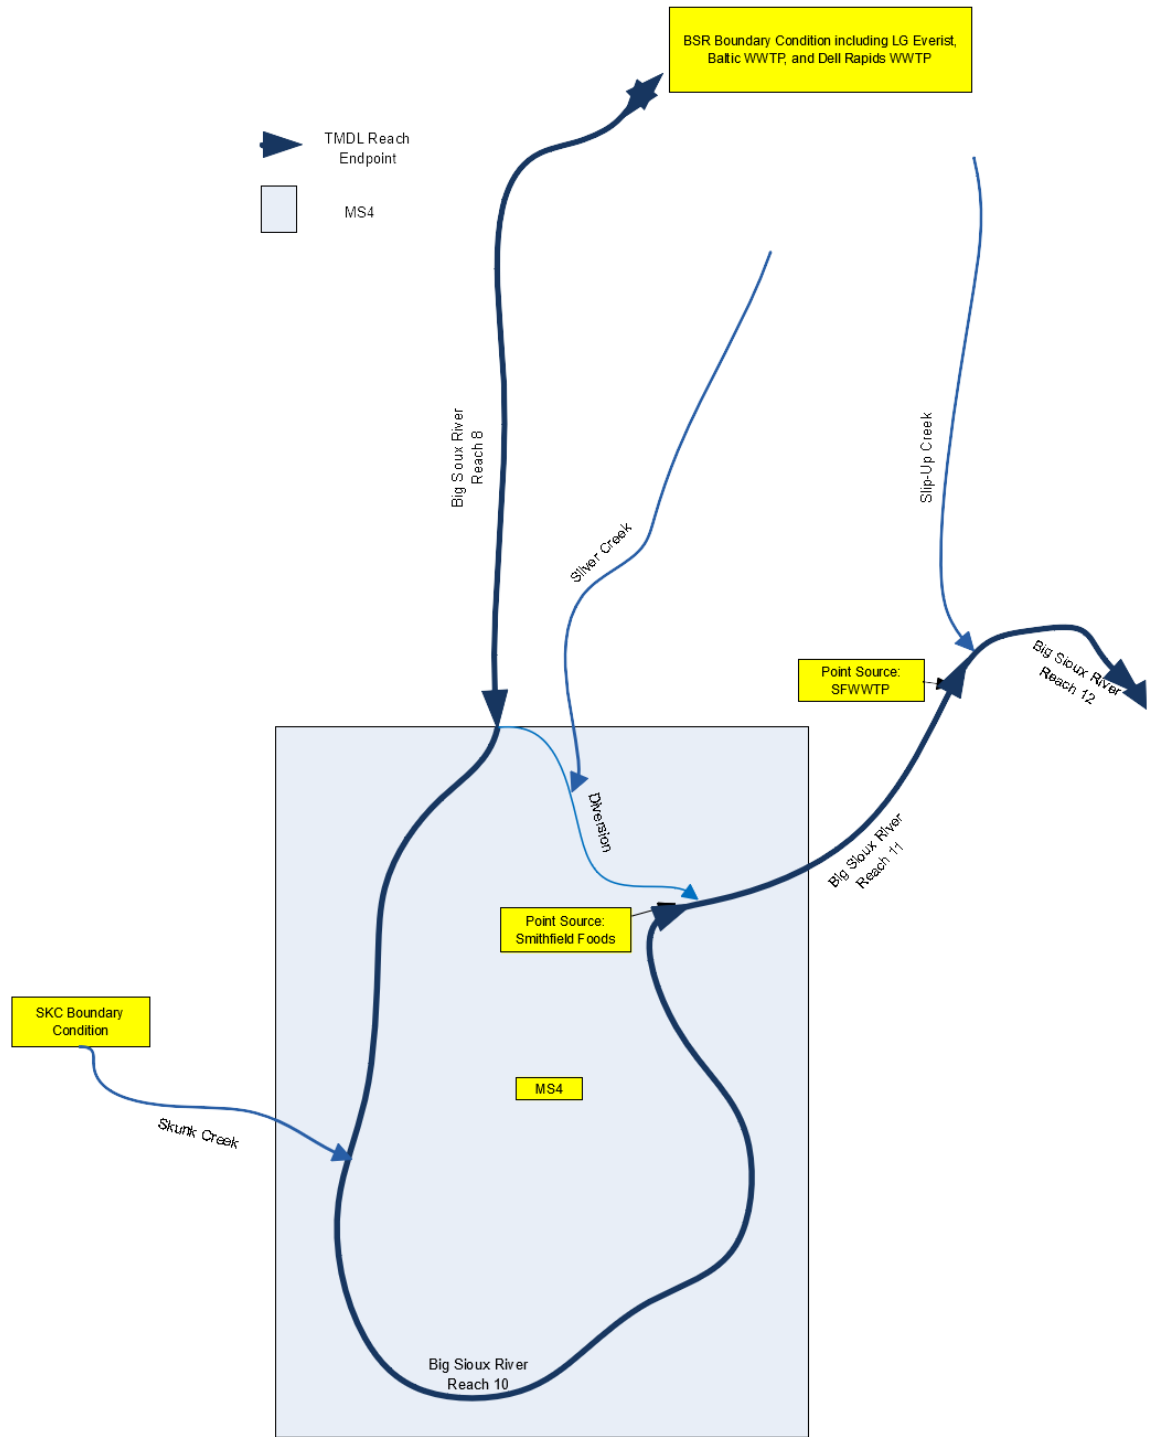 BSR Boundary Condition including LG Everist,
Baltic WWTP, and Dell Rapids WWTP
TMDL Reach
Endpoint
MS4
Big Sioux River
Reach 8
Slip-Up Creek
Silver Creek
Big Sioux River
Reach 12
Point Source:
SFWWTP
Diversion
Big Sioux River
Reach 11
Point Source:
Smithfield Foods
SKC Boundary
Condition
MS4
Skunk Creek
Big Sioux River
Reach 10